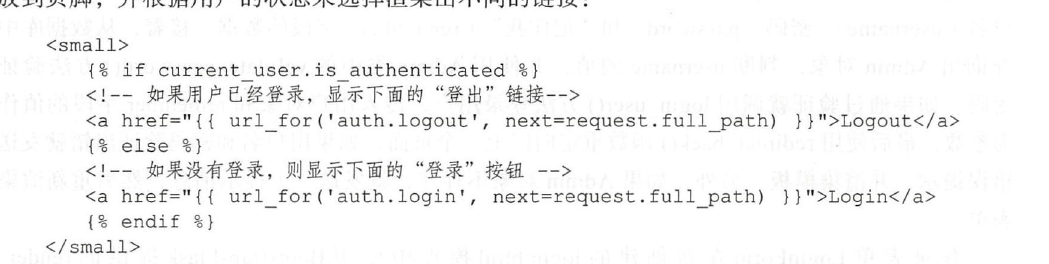 放到页脚，并根据用户的状态来选择渲染出不同的链接：
<small>
    {% if current_user.is_authenticated %}
    <!-- 如果用户已经登录，显示下面的“登出”链接-->
    <a href="{{ url_for('auth.logout', next=request.full_path) }}">Logout</a>
    {% else %}
    <!-- 如果没有登录，则显示下面的“登录”按钮 -->
    <a href="{{ url_for('auth.login', next=request.full_path) }}">Login</a>
    {% endif %}
</small>